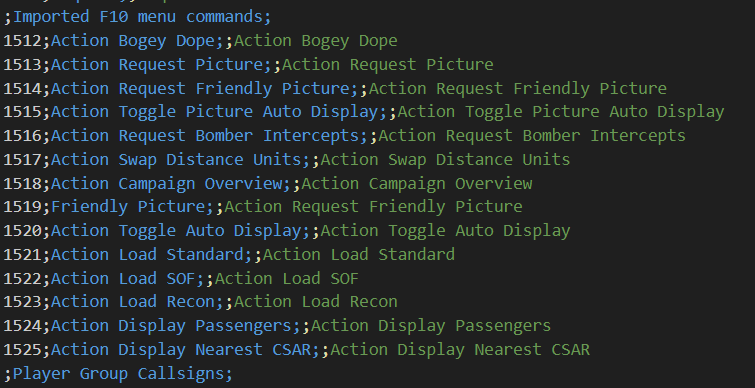 ;Imported F10 menu commands;
1512;Action Bogey Dope;;Action Bogey Dope
1513;Action Request Picture;;Action Request Picture
1514;Action Request Friendly Picture;;Action Request Friendly Picture
1515;Action Toggle Picture Auto Display;;Action Toggle Picture Auto Display
1516;Action Request Bomber Intercepts;;Action Request Bomber Intercepts
1517;Action Swap Distance Units;;Action Swap Distance Units
1518;Action Campaign Overview;;Action Campaign Overview
1519;Friendly Picture;;Action Request Friendly Picture
1520;Action Toggle Auto Display;;Action Toggle Auto Display
1521;Action Load Standard;;Action Load Standard
1522;Action Load SOF;;Action Load SOF
1523;Action Load Recon;;Action Load Recon
1524;Action Display Passengers;;Action Display Passengers
1525;Action Display Nearest CSAR;;Action Display Nearest CSAR
;Player Group Callsigns;